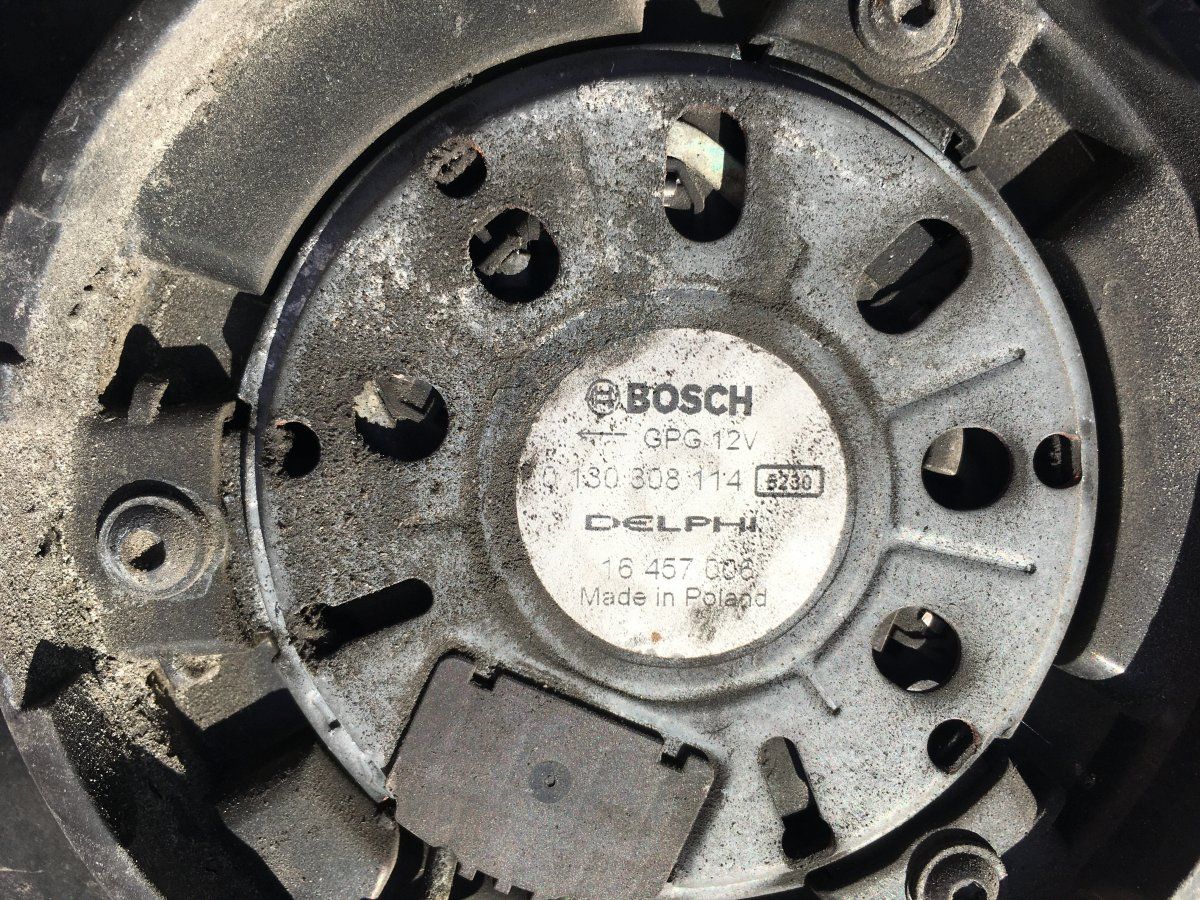 BOSCH
← GPG 12V
0 130 308 114 5230
DELPHI
16 457 006
Made in Poland